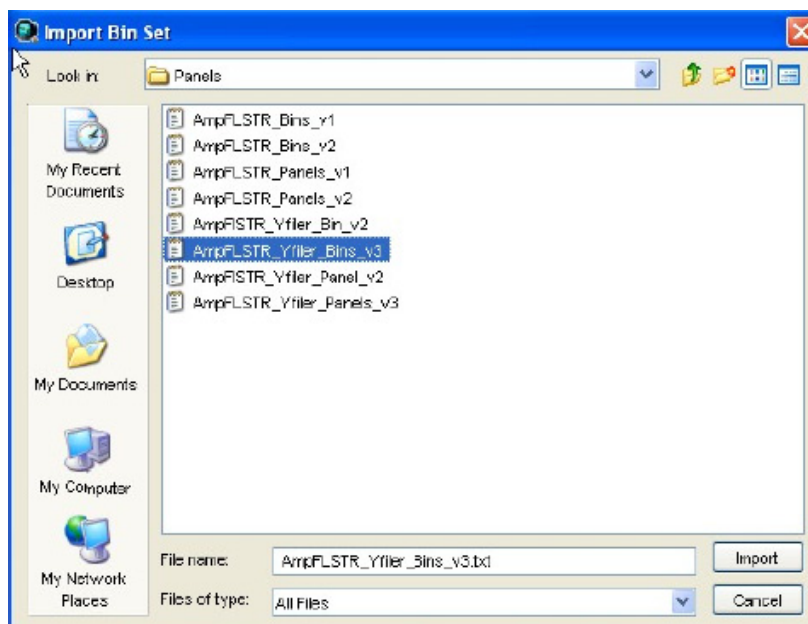 Import Bin Set
Look in:
Panels
AmpFLSTR_Bins_v1
AmpFLSTR_Bins_v2
AmpFLSTR_Panels_v1
AmpFLSTR_Panels_v2
AmpFlSTR_Yfiler_Bin_v2
AmpFLSTR_Yfiler_Bins_v3
AmpFlSTR_Yfiler_Panel_v2
AmpFLSTR_Yfiler_Panels_v3
My Recent
Documents
Desktop
My Documents
My Computer
My Network
Places
File name:
AmpFLSTR_Yfiler_Bins_v3.txt
Import
Files of type:
All Files
Cancel